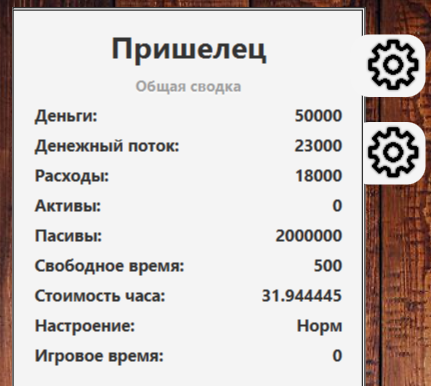 Пришелец
Общая сводка
Деньги: 50000
Денежный поток: 23000
Расходы: 18000
Активы: 0
Пасивы: 2000000
Свободное время: 500
Стоимость часа: 31.944445
Настроение: Норм
Игровое время: 0